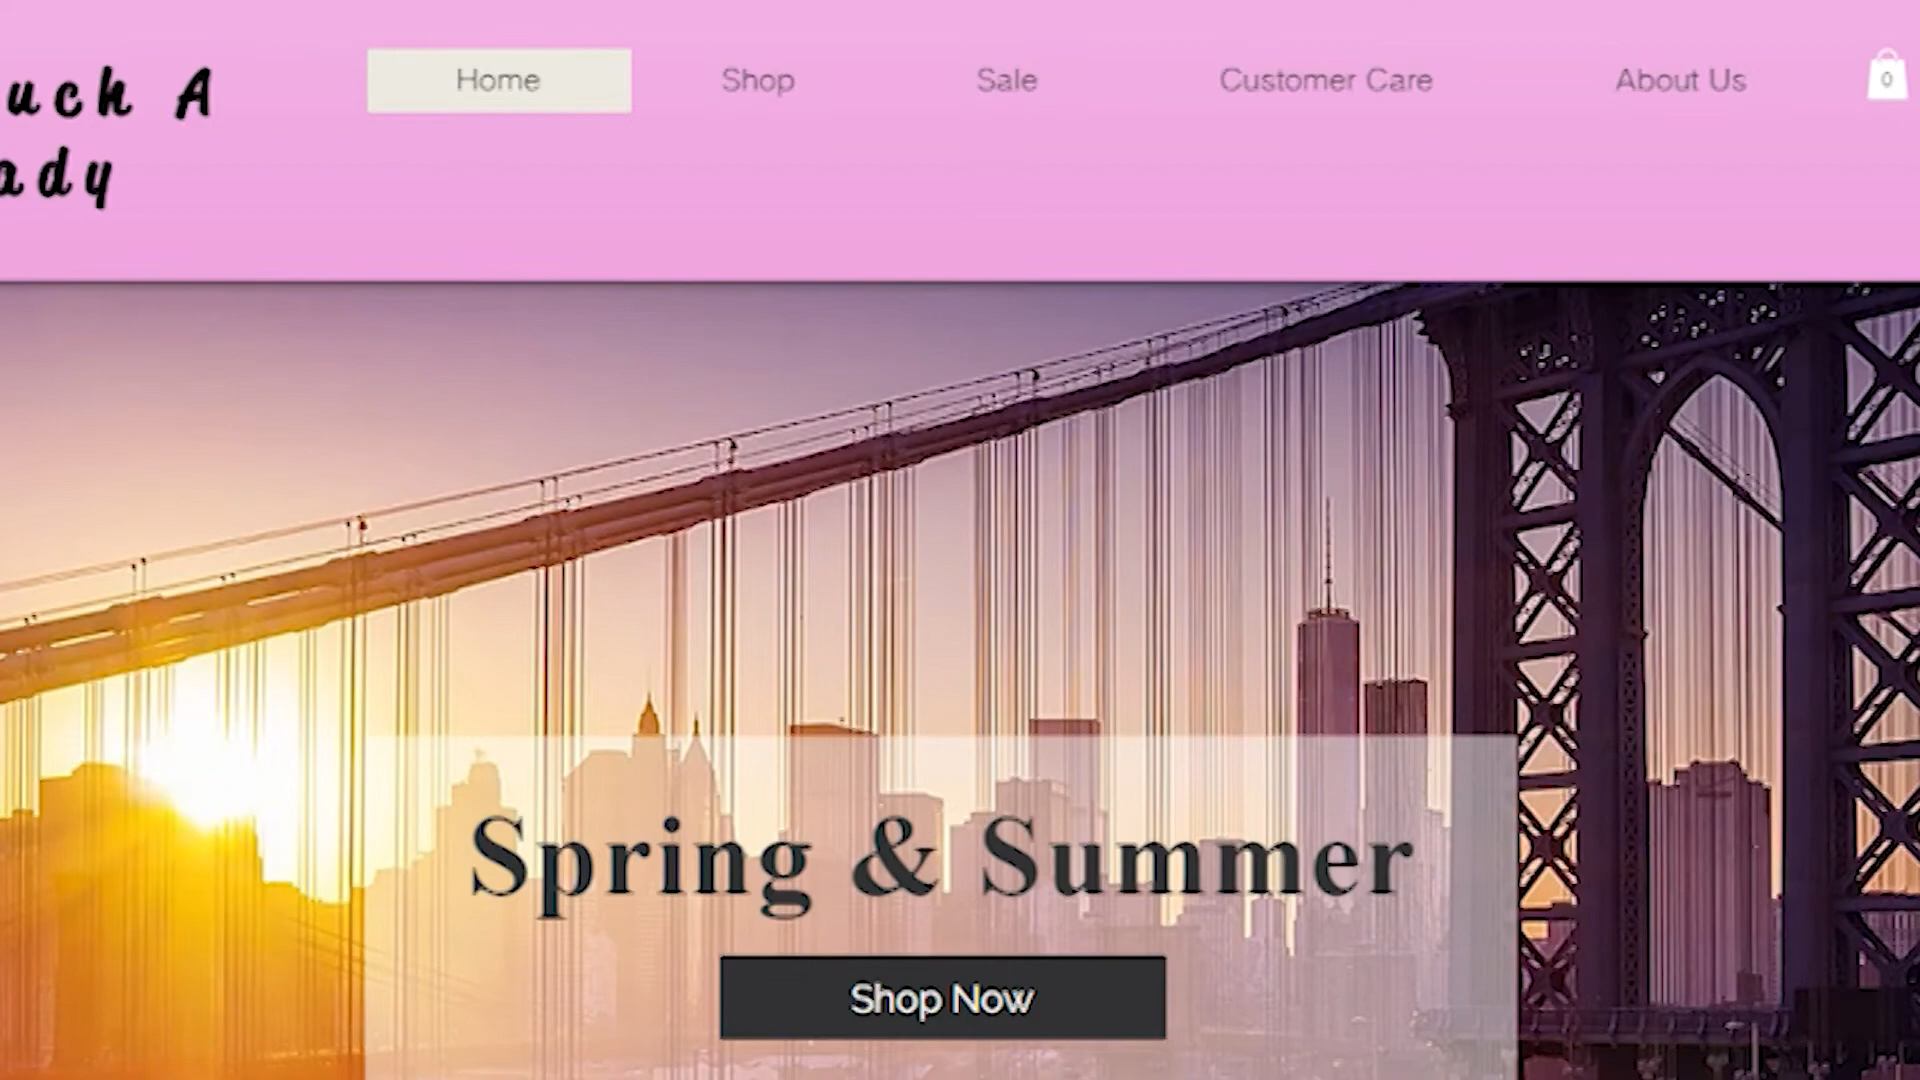 uch A
ady
Home
Shop
Sale
Customer Care
About Us
0
Spring & Summer
Shop Now